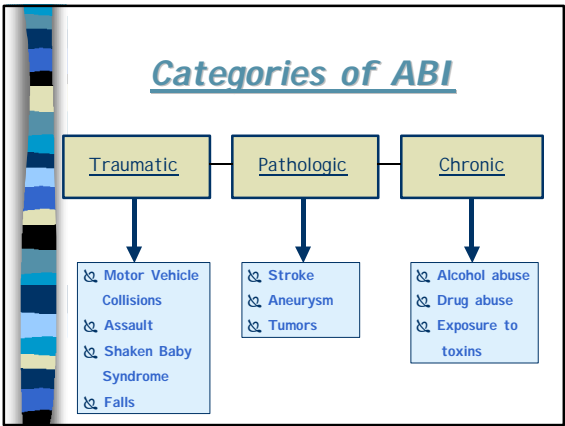 Categories of ABI
Traumatic
Pathologic
Chronic
Motor Vehicle
Collisions
Assault
Shaken Baby
Syndrome
Falls
Stroke
Aneurysm
Tumors
Alcohol abuse
Drug abuse
Exposure to
toxins